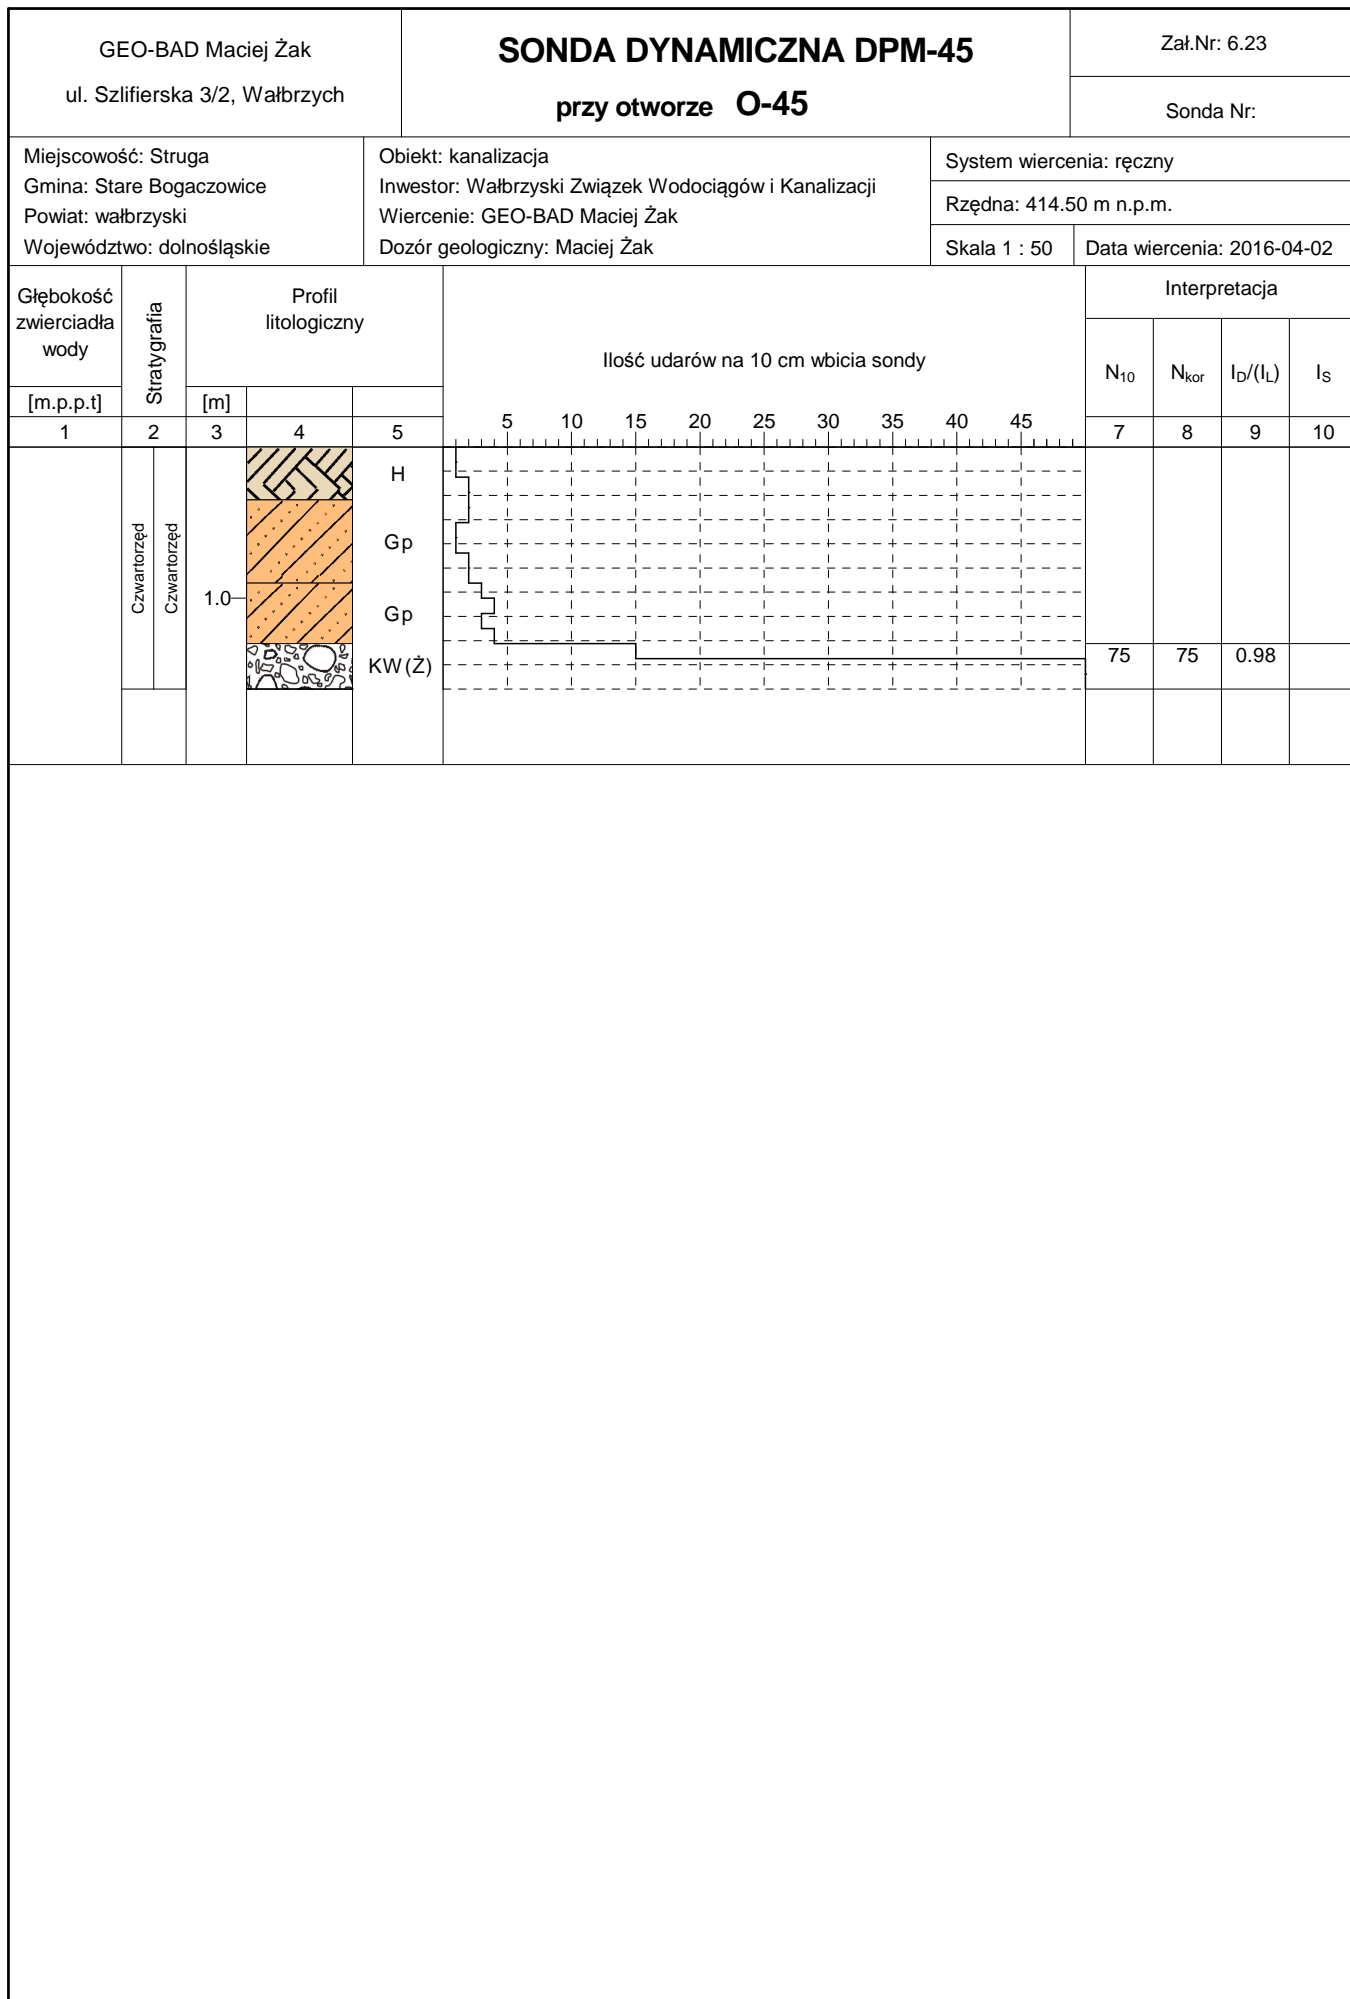 GEO-BAD Maciej Żak
ul. Szlifierska 3/2, Wałbrzych
SONDA DYNAMICZNA DPM-45
przy otworze O-45
Zał.Nr: 6.23
Sonda Nr:
Miejscowość: Struga
Gmina: Stare Bogaczowice
Powiat: wałbrzyski
Województwo: dolnośląskie
Obiekt: kanalizacja
Inwestor: Wałbrzyski Związek Wodociągów i Kanalizacji
Wiercenie: GEO-BAD Maciej Żak
Dozór geologiczny: Maciej Żak
System wiercenia: ręczny
Rzędna: 414.50 m n.p.m.
Skala 1 : 50
Data wiercenia: 2016-04-02
Głębokość
zwierciadła
wody
[m.p.p.t]
Stratygrafia
Profil
litologiczny
[m]
Ilość udarów na 10 cm wbicia sondy
Interpretacja
N10 Nkor ID/(IL) IS
5 10 15 20 25 30 35 40 45
1 2 3 4 5 7 8 9 10
Czwartorzęd
Czwartorzęd
1.0
H
Gp
Gp
KW(Ż)
75 75 0.98